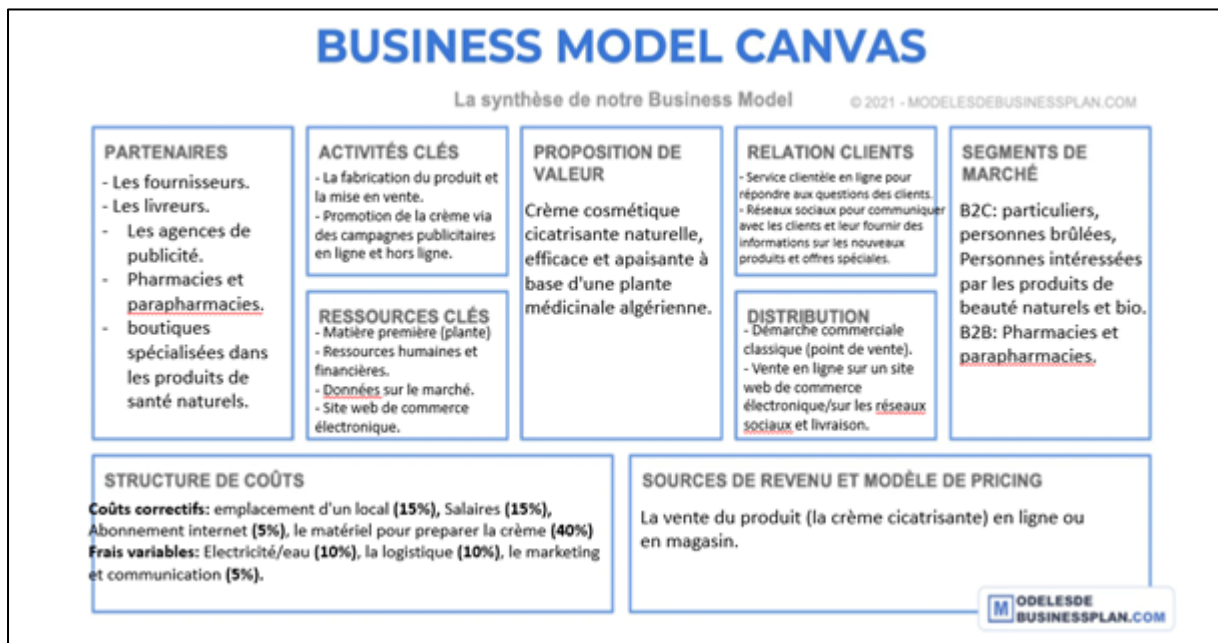 BUSINESS MODEL CANVAS
La synthèse de notre Business Model
© 2021 - MODELESDEBUSINESSPLAN.COM
PARTENAIRES
- Les fournisseurs.
- Les livreurs.
- Les agences de
publicité.
- Pharmacies et
parapharmacies.
- boutiques
spécialisées dans
les produits de
santé naturels.
ACTIVITÉS CLÉS
- La fabrication du produit et
la mise en vente.
- Promotion de la crème via
des campagnes publicitaires
en ligne et hors ligne.
RESSOURCES CLÉS
- Matière première (plante)
- Ressources humaines et
financières.
- Données sur le marché.
- Site web de commerce
électronique.
PROPOSITION DE
VALEUR
Crème cosmétique
cicatrisante naturelle,
efficace et apaisante à
base d'une plante
médicinale algérienne.
RELATION CLIENTS
- Service clientèle en ligne pour
répondre aux questions des clients.
- Réseaux sociaux pour communiquer
avec les clients et leur fournir des
informations sur les nouveaux
produits et offres spéciales.
DISTRIBUTION
- Démarche commerciale
classique (point de vente).
- Vente en ligne sur un site
web de commerce
électronique/sur les réseaux
sociaux et livraison.
SEGMENTS DE
MARCHÉ
B2C: particuliers,
personnes brûlées,
Personnes intéressées
par les produits de
beauté naturels et bio.
B2B: Pharmacies et
parapharmacies.
STRUCTURE DE COÛTS
Coûts correctifs: emplacement d'un local (15%), Salaires (15%),
Abonnement internet (5%), le matériel pour preparer la crème (40%)
Frais variables: Electricité/eau (10%), la logistique (10%), le marketing
et communication (5%).
SOURCES DE REVENU ET MODÈLE DE PRICING
La vente du produit (la crème cicatrisante) en ligne ou
en magasin.
M ODELESDE
BUSINESSPLAN.COM